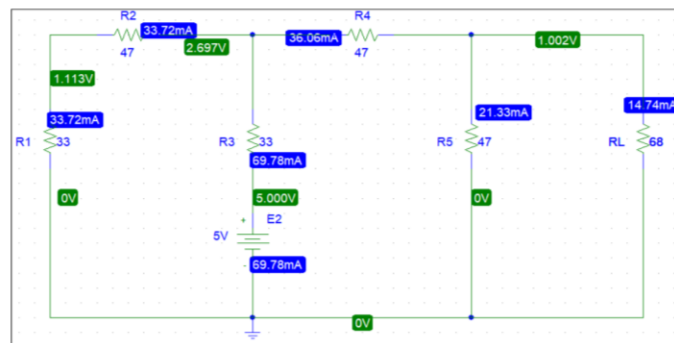 R2
33.72mA
47
2.697V
36.06mA
R4
47
1.002V
1.113V
33.72mA
R1
33
R3
33
69.78mA
21.33mA
R5
47
14.74mA
RL
68
0V
5.000V
0V
+
E2
5V
-
69.78mA
0V